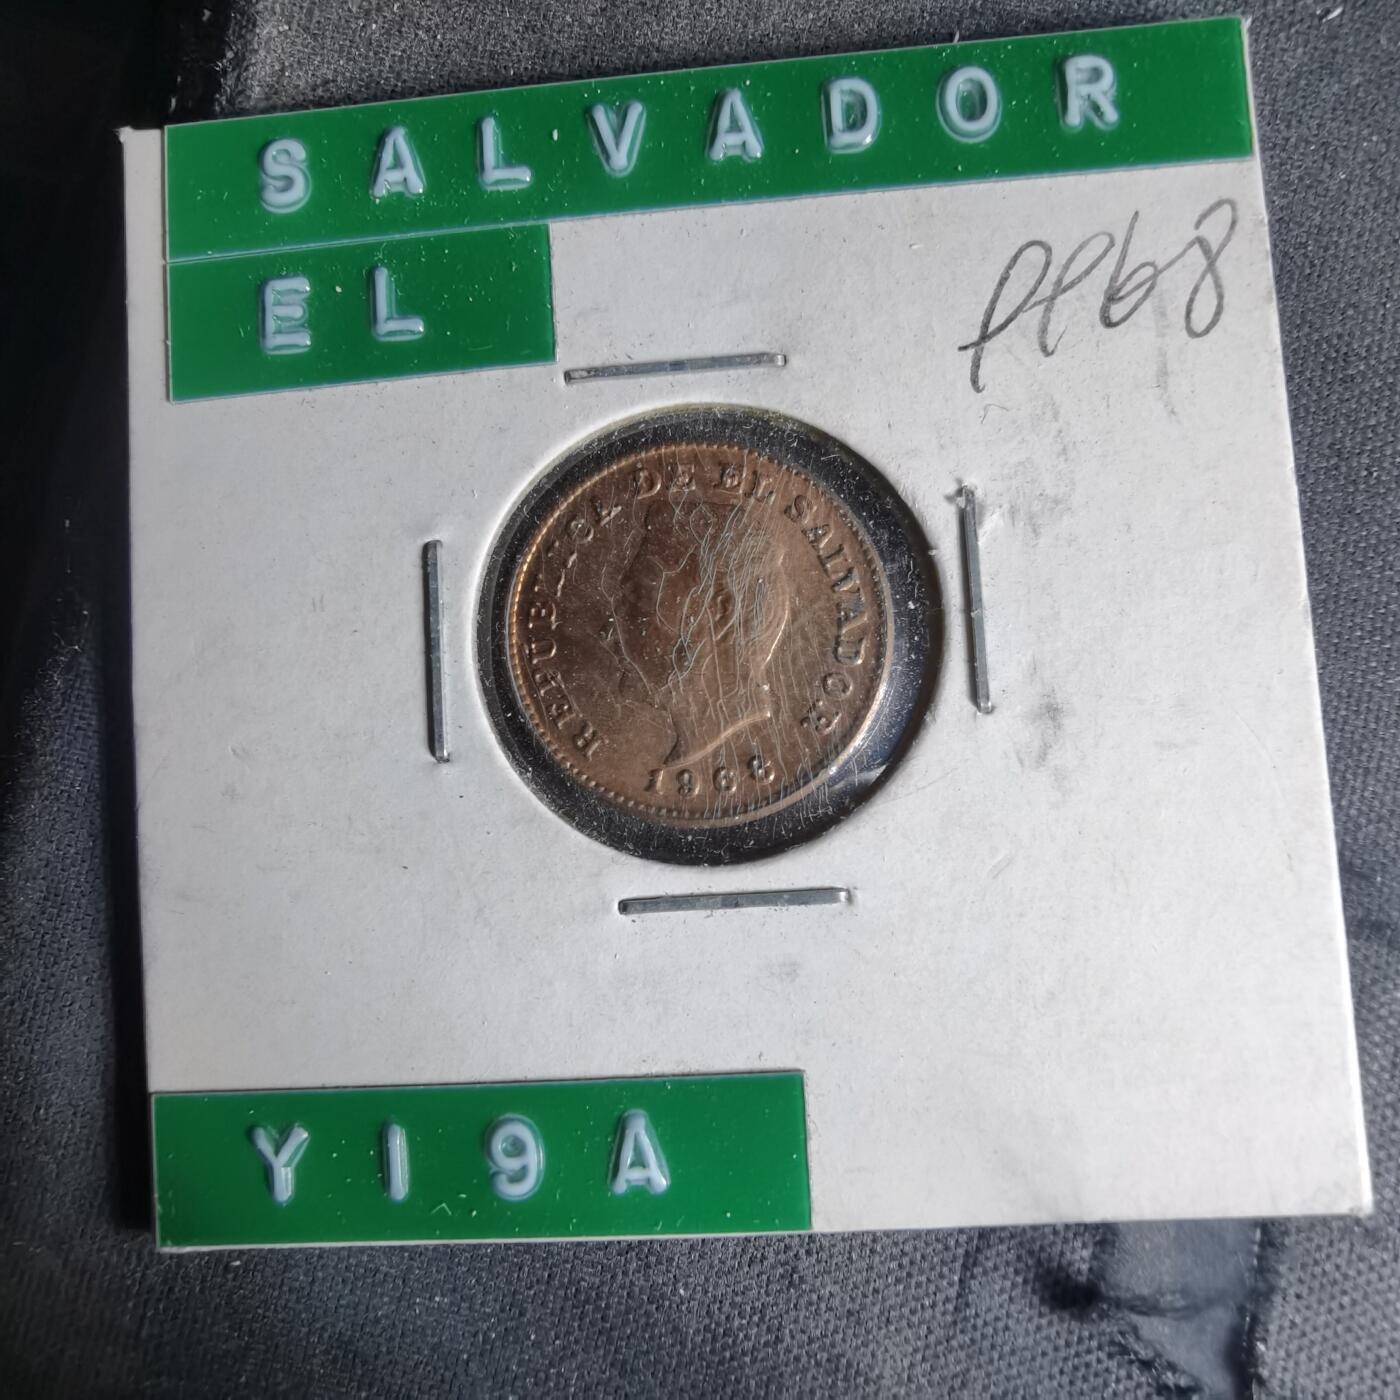 SALVADOR
EL
1968
REPUBLICA DE EL SALVADOR C.A.
1968
Y19A